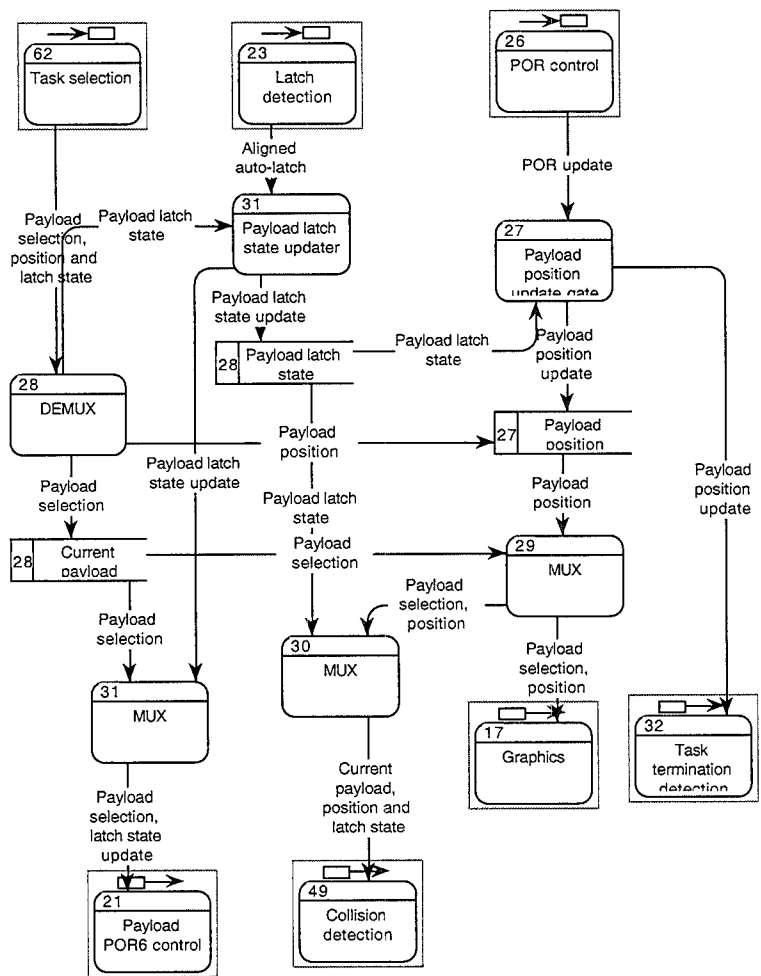 62
Task selection
23
Latch
detection
26
POR control
Aligned
auto-latch
POR update
Payload
selection,
position and
latch state
Payload latch
state
31
Payload latch
state updater
27
Payload
position
update gate
Payload latch
state update
28
Payload latch
state
Payload latch
state
Payload
position
update
28
DEMUX
Payload
position
27
Payload
position
Payload latch
state update
Payload
selection
Payload latch
state
Payload
position
Payload
position
update
28
Current
payload
Payload
selection
29
MUX
Payload
selection
Payload
selection,
position
30
MUX
Payload
selection,
position
31
MUX
17
Graphics
32
Task
termination
detection
Payload
selection,
latch state
update
Current
payload,
position and
latch state
21
Payload
POR6 control
49
Collision
detection